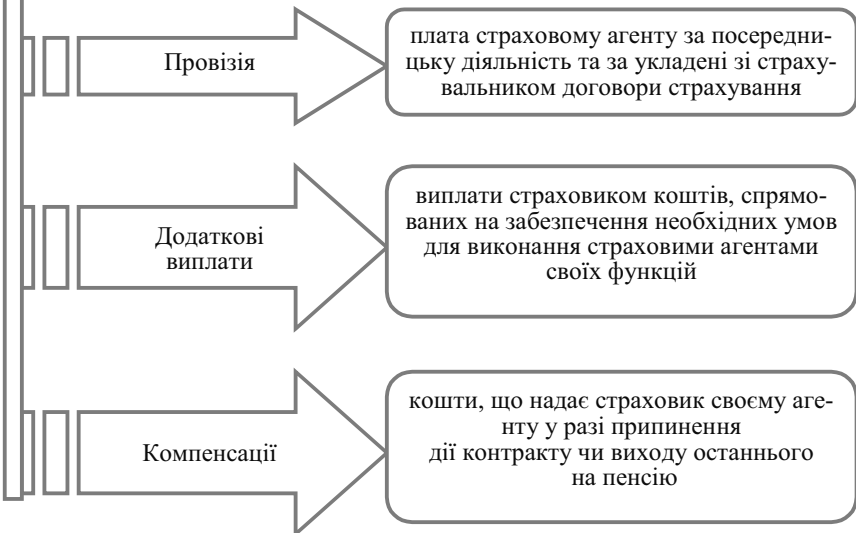 Провізія
плата страховому агенту за посередни-
цьку діяльність та за укладені зі страху-
вальником договори страхування
Додаткові
виплати
виплати страховиком коштів, спрямо-
ваних на забезпечення необхідних умов
для виконання страховими агентами
своїх функцій
Компенсації
кошти, що надає страховик своєму аге-
нту у разі припинення
дії контракту чи виходу останнього
на пенсію